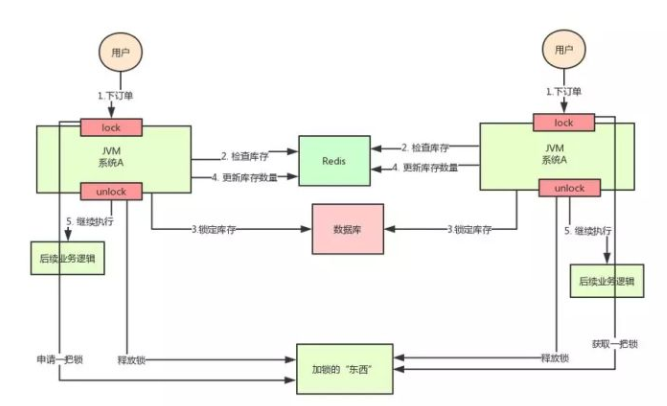 用户
用户
1.下订单
1.下订单
lock
lock
JVM
系统A
JVM
系统A
2. 检查库存
2. 检查库存
Redis
4. 更新库存数量
4. 更新库存数量
unlock
unlock
5. 继续执行
5. 继续执行
3.锁定库存
3.锁定库存
数据库
后续业务逻辑
后续业务逻辑
申请一把锁
释放锁
释放锁
获取一把锁
加锁的“东西”